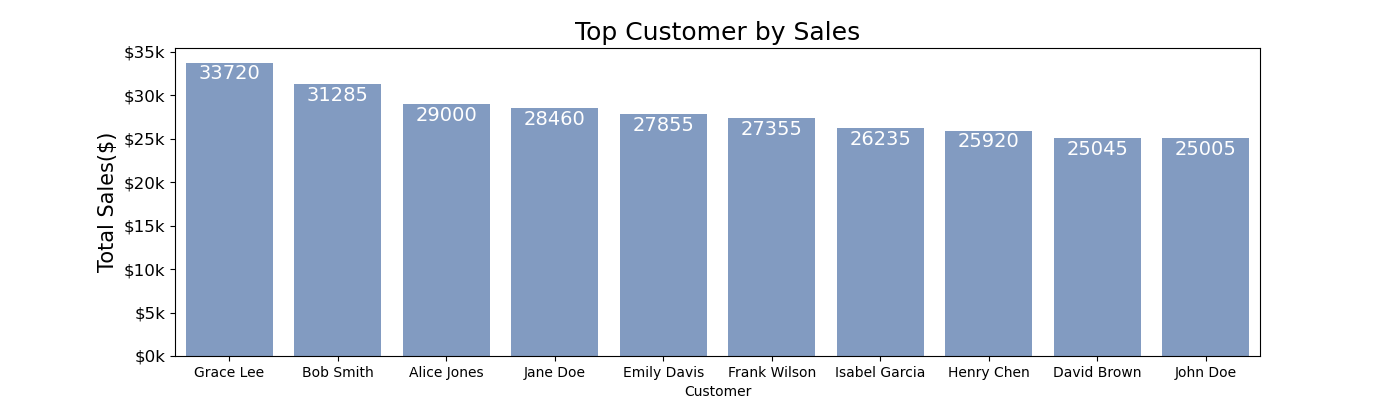 Top Customer by Sales
Total Sales($)
$35k
$30k
$25k
$20k
$15k
$10k
$5k
$0k
33720
31285
29000
28460
27855
27355
26235
25920
25045
25005
Grace Lee
Bob Smith
Alice Jones
Jane Doe
Emily Davis
Frank Wilson
Isabel Garcia
Henry Chen
David Brown
John Doe
Customer